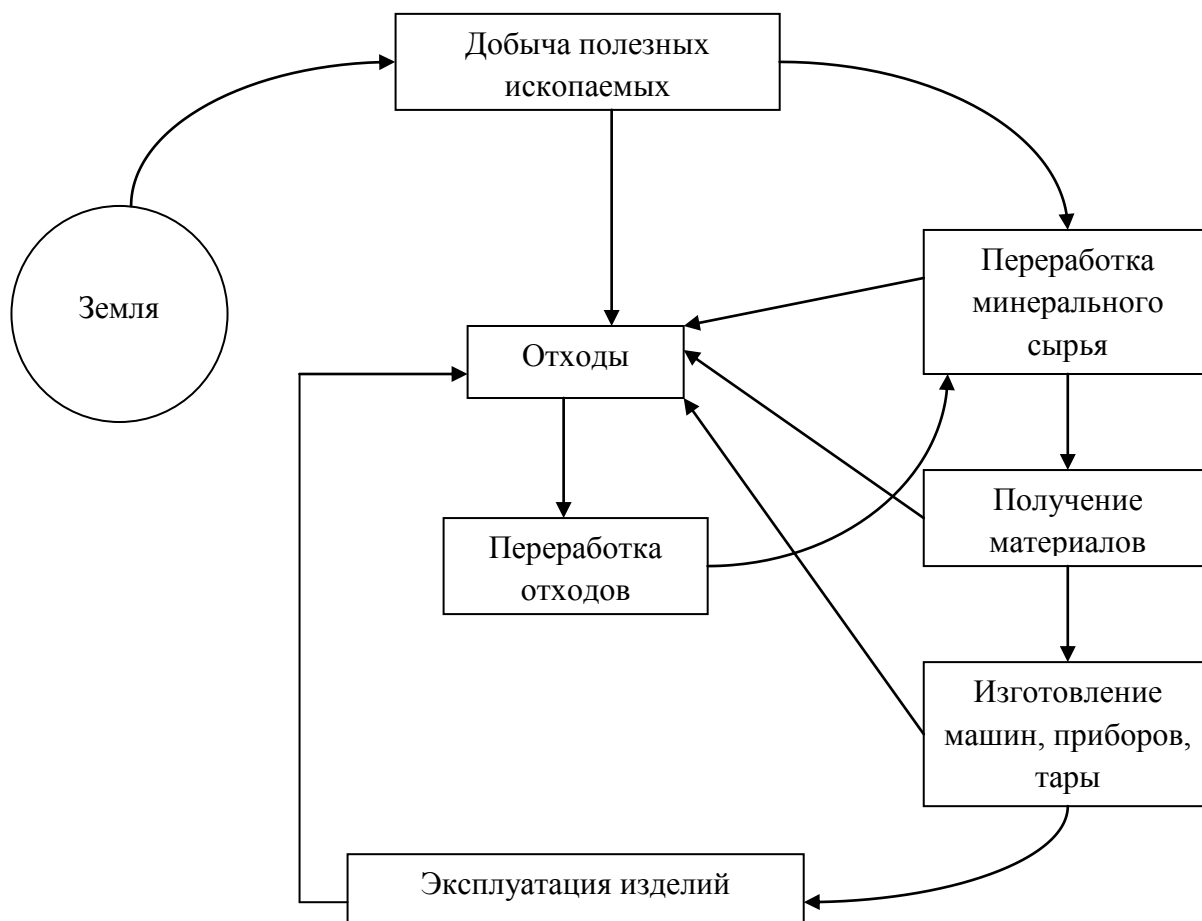 Добыча полезных
ископаемых
Земля
Переработка
минерального
сырья
Отходы
Получение
материалов
Переработка
отходов
Изготовление
машин, приборов,
тары
Эксплуатация изделий